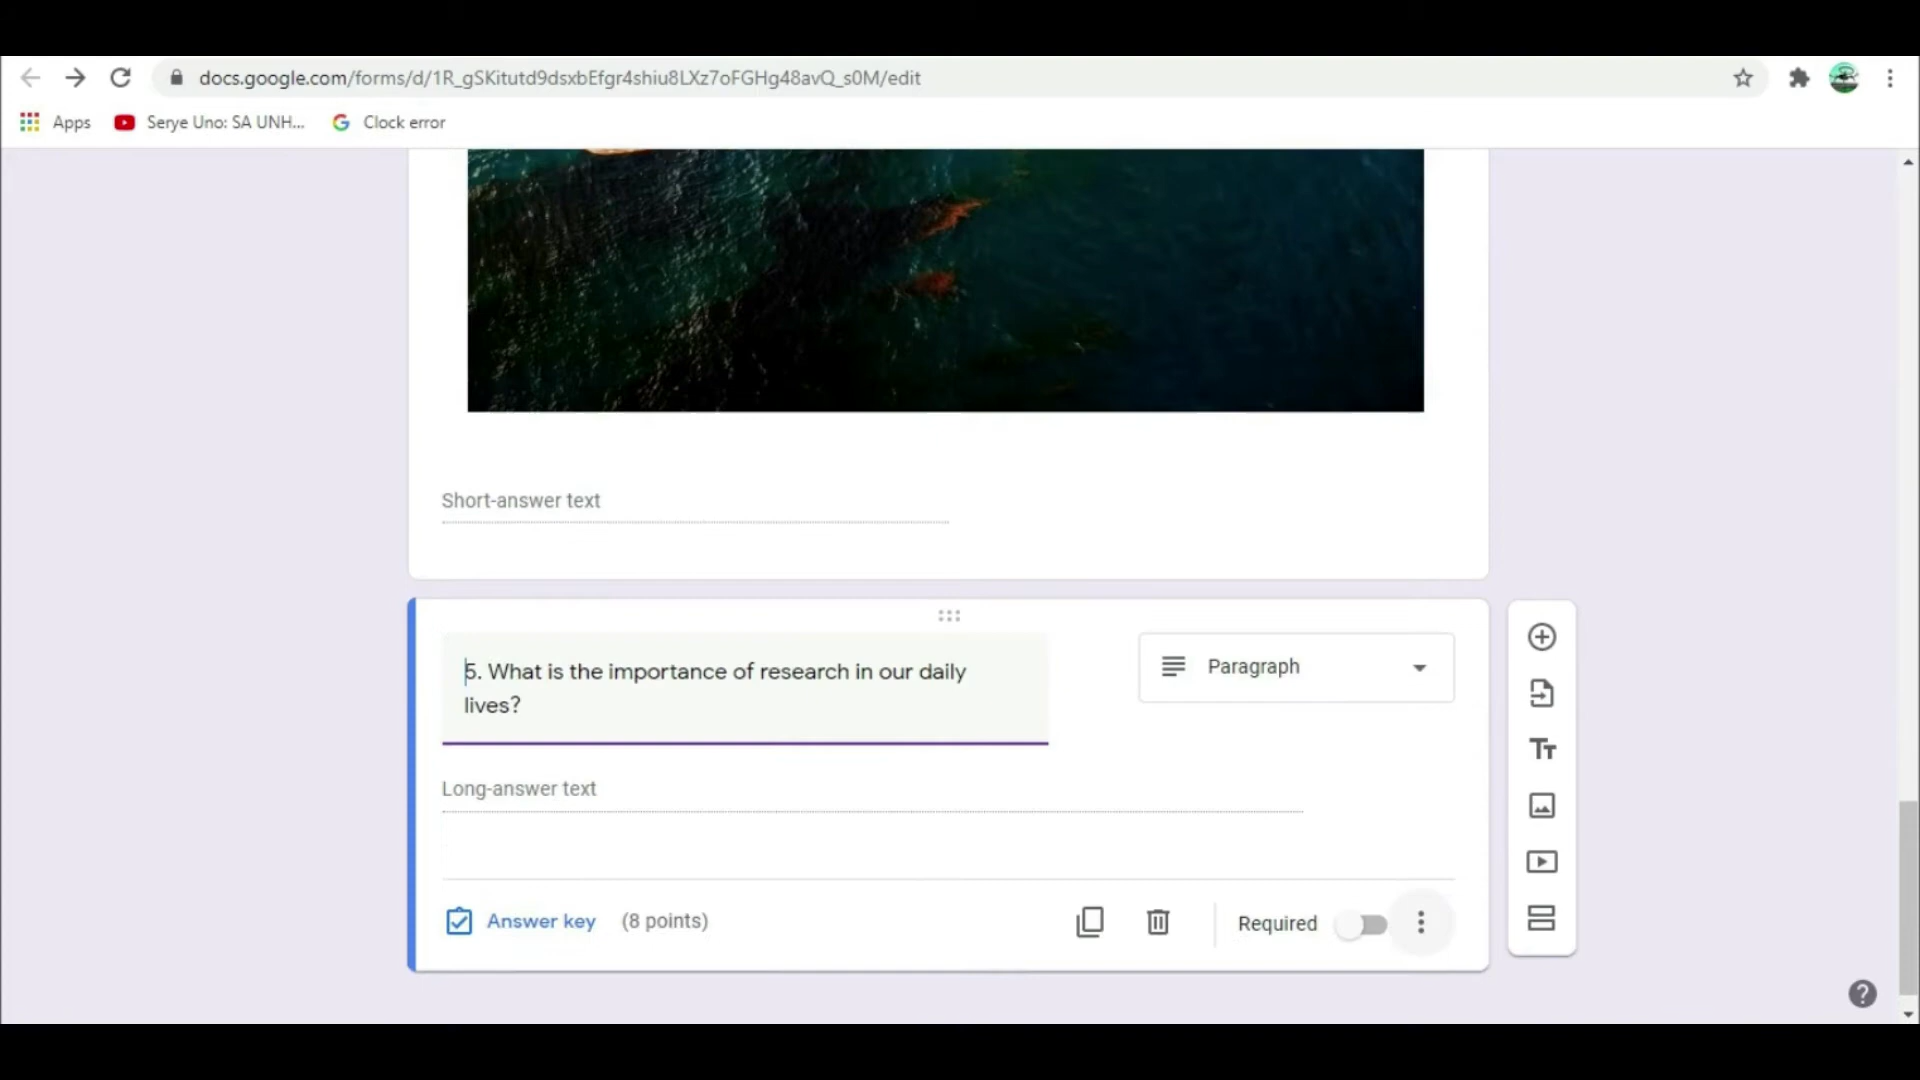 docs.google.com/forms/d/1R_gSKitutd9dsxbEfgr4shiu8LXz7oFGHg48avQ_s0M/edit
Apps
Serye Uno: SA UNH...
Clock error
Short-answer text
5. What is the importance of research in our daily
lives?
Paragraph
Long-answer text
Answer key (8 points)
Required